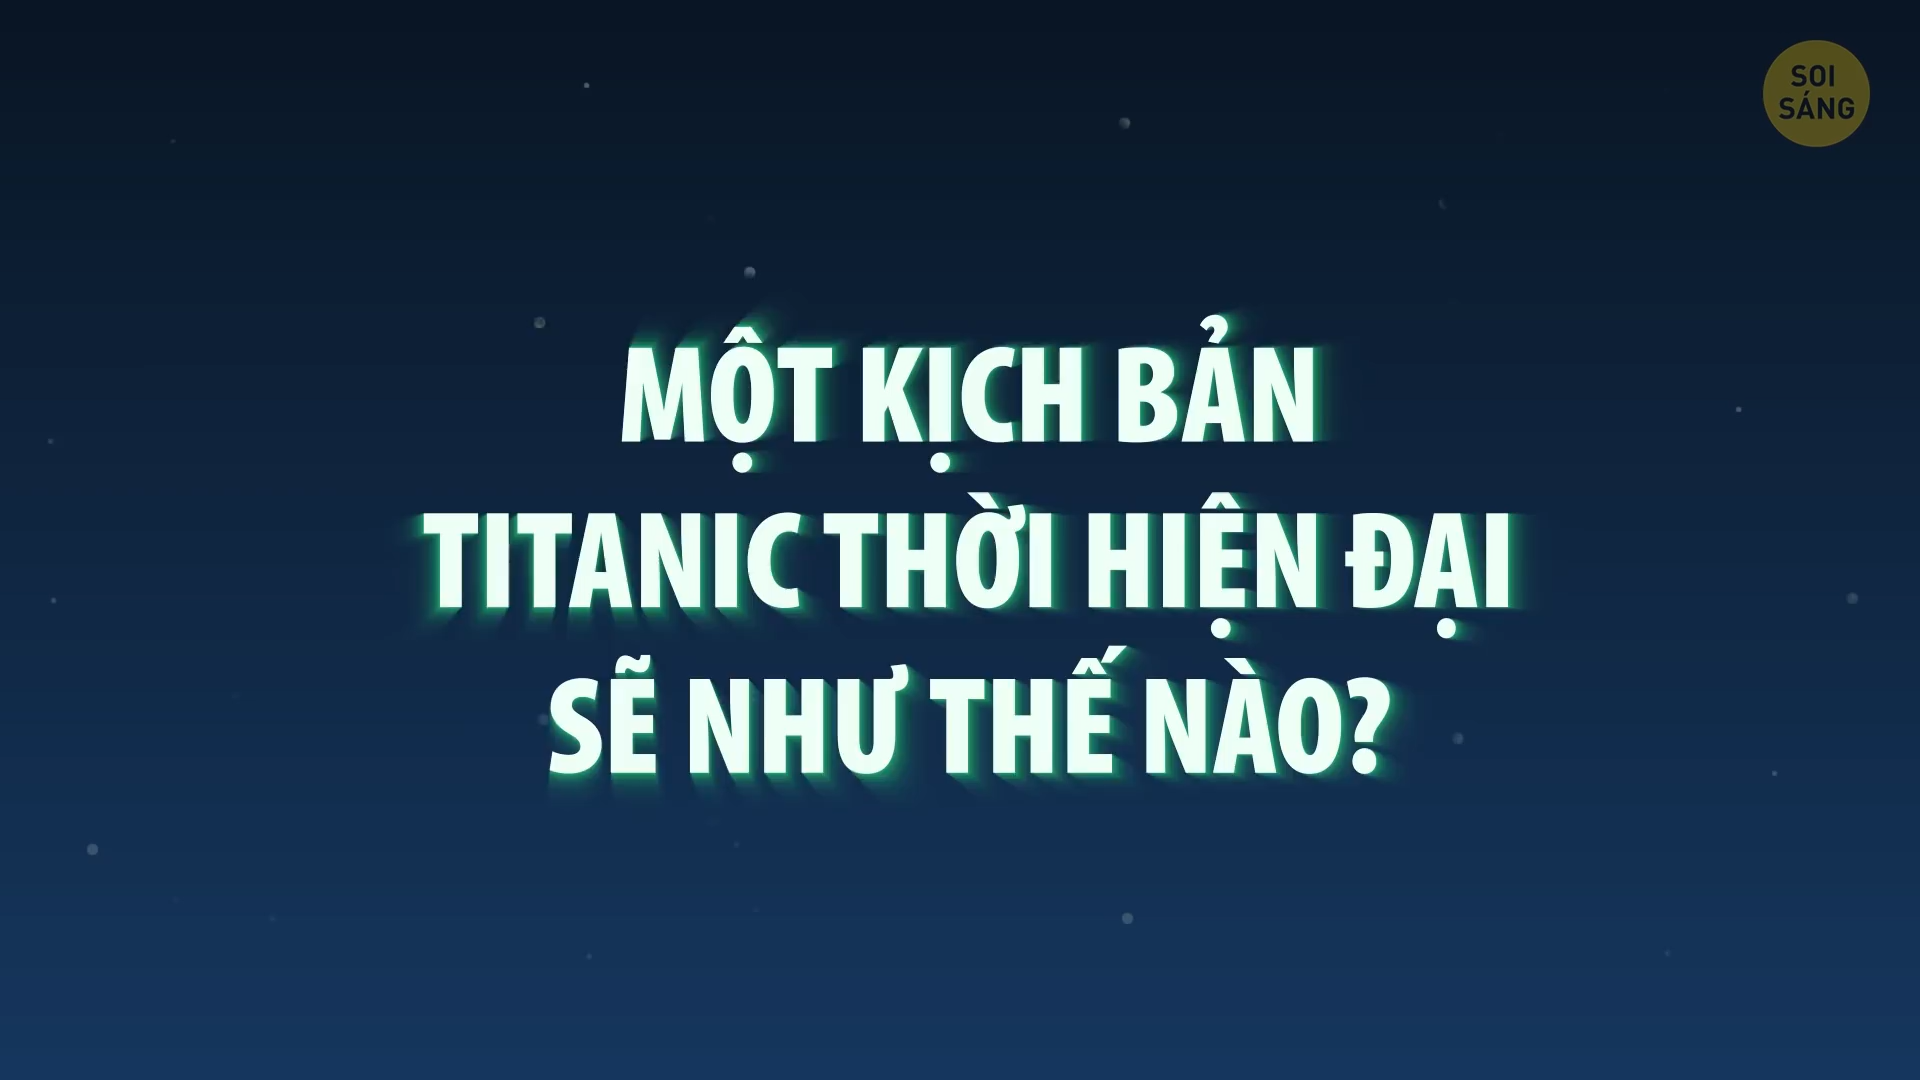 SOI
SÁNG
MỘT KỊCH BẢN
TITANIC THỜI HIỆN ĐẠI
SẼ NHƯ THẾ NÀO?